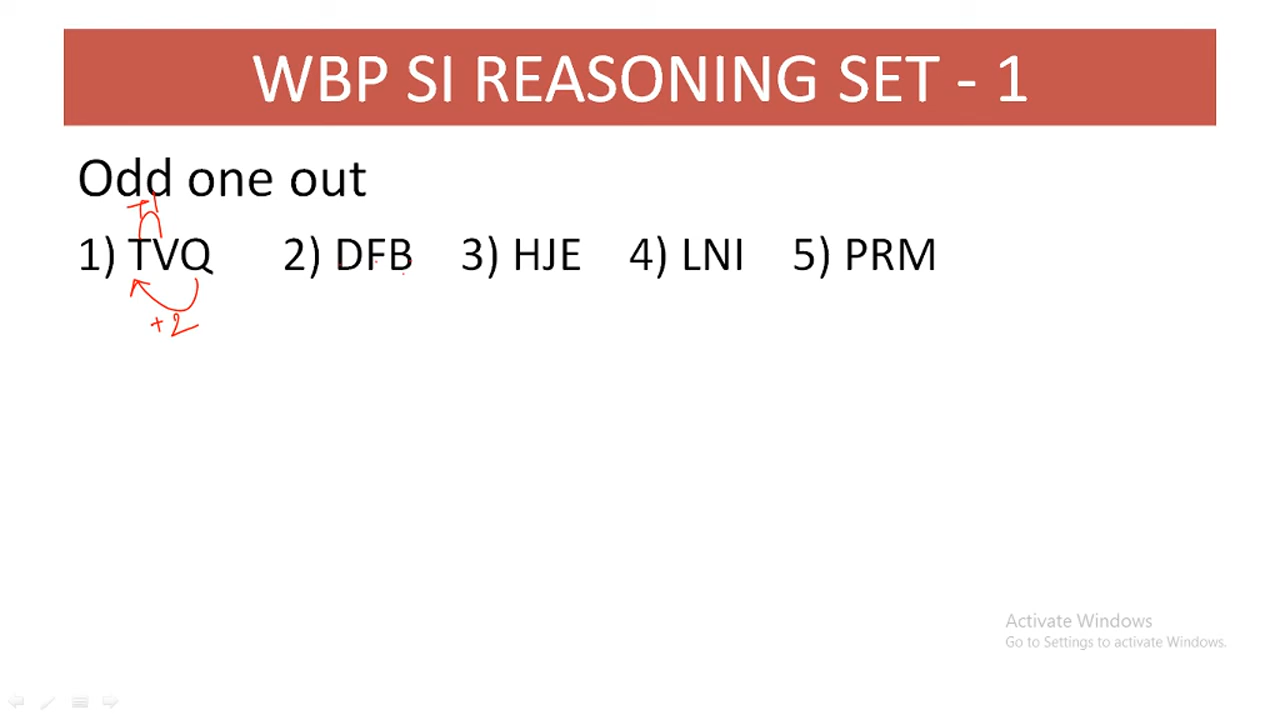 WBP SI REASONING SET - 1
Odd one out
+1
1) TVQ 2) DFB 3) HJE 4) LNI 5) PRM
+2
Activate Windows
Go to Settings to activate Windows.